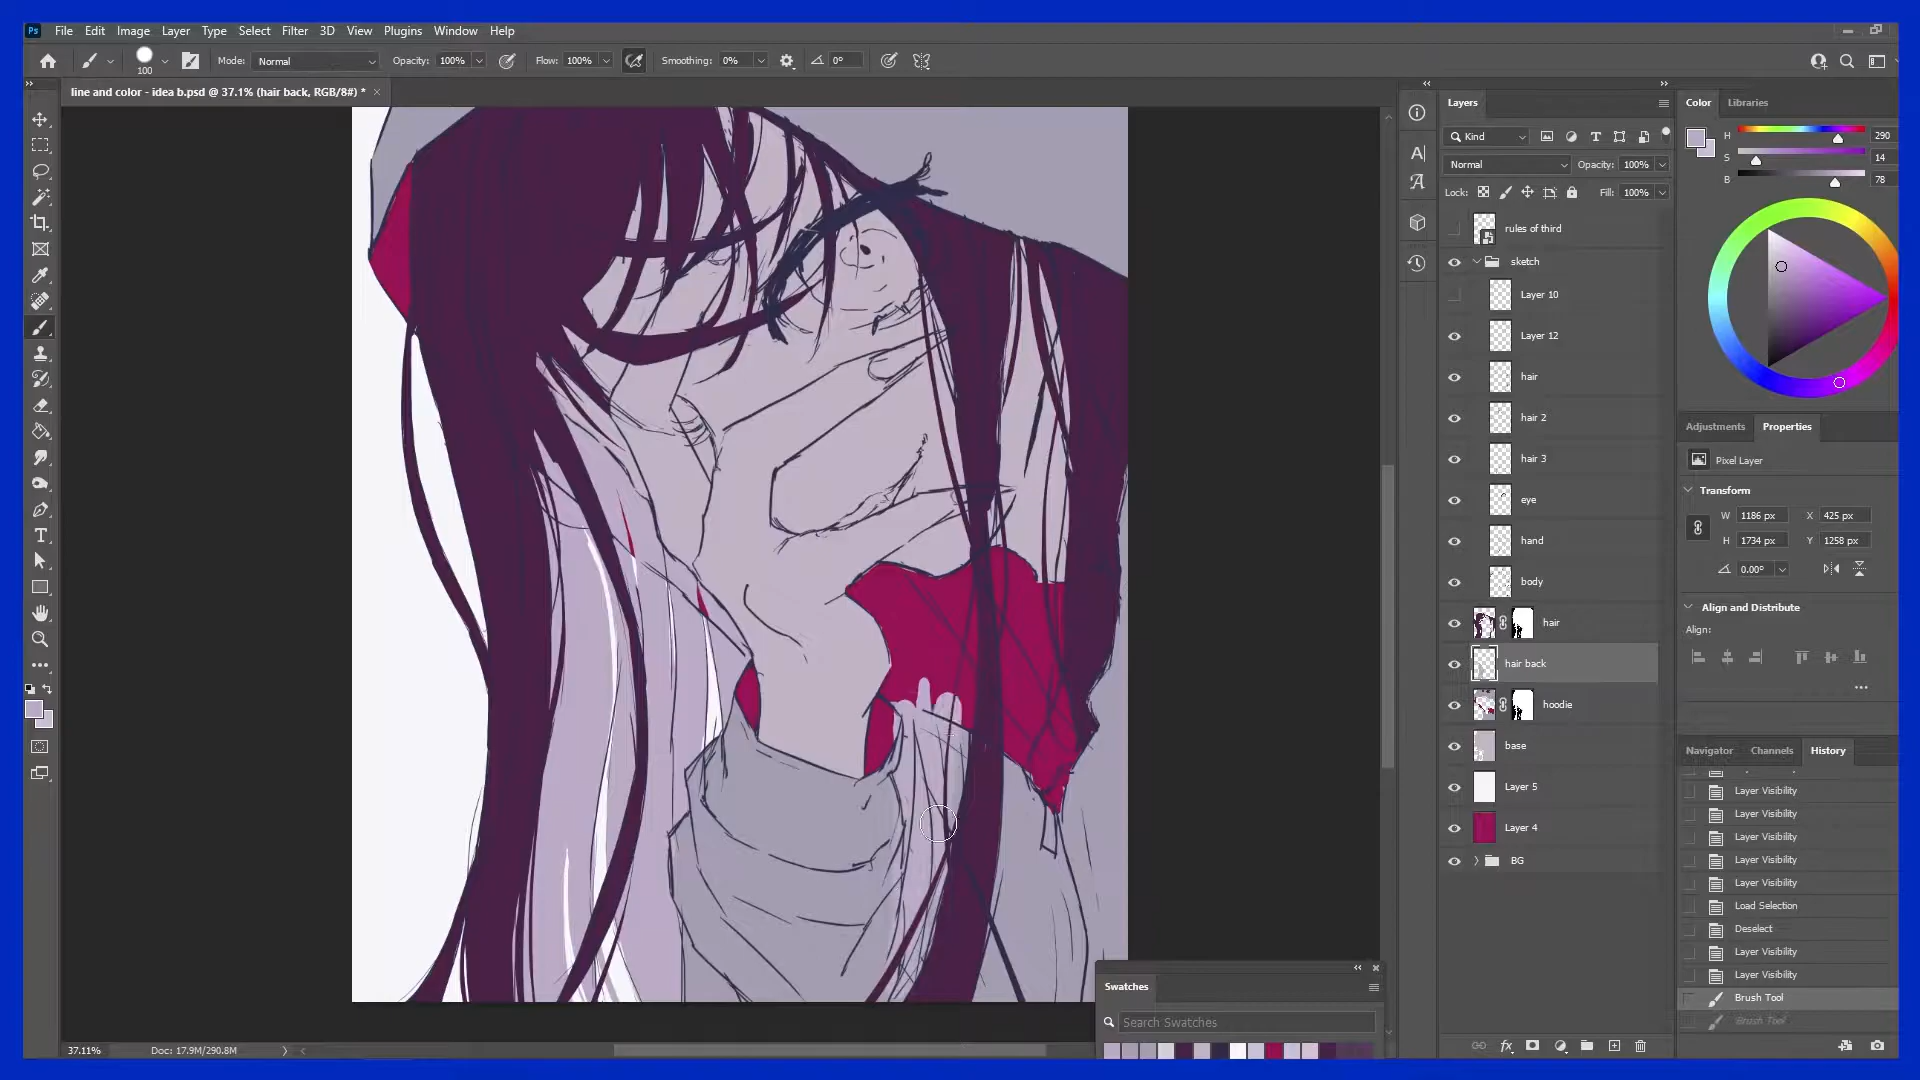 Ps File Edit Image Layer Type Select Filter 3D View Plugins Window Help
100 Mode: Normal Opacity: 100% Flow: 100% Smoothing: 0% 0°
line and color - idea b.psd @ 37.1% (hair back, RGB/8#) * ×
Layers
Kind
Normal Opacity: 100%
Lock: Fill: 100%
rules of third
sketch
Layer 10
Layer 12
hair
hair 2
hair 3
eye
hand
body
hair
hair back
hoodie
base
Layer 5
Layer 4
BG
Color Libraries
H 290
S 14
B 78
Adjustments Properties
Pixel Layer
Transform
W 1186 px X 425 px
H 1734 px Y 1258 px
0.00°
Align and Distribute
Align:
Navigator Channels History
Layer Visibility
Layer Visibility
Layer Visibility
Layer Visibility
Layer Visibility
Load Selection
Deselect
Layer Visibility
Layer Visibility
Brush Tool
Brush Tool
Swatches
Search Swatches
37.11% Doc: 17.9M/290.8M